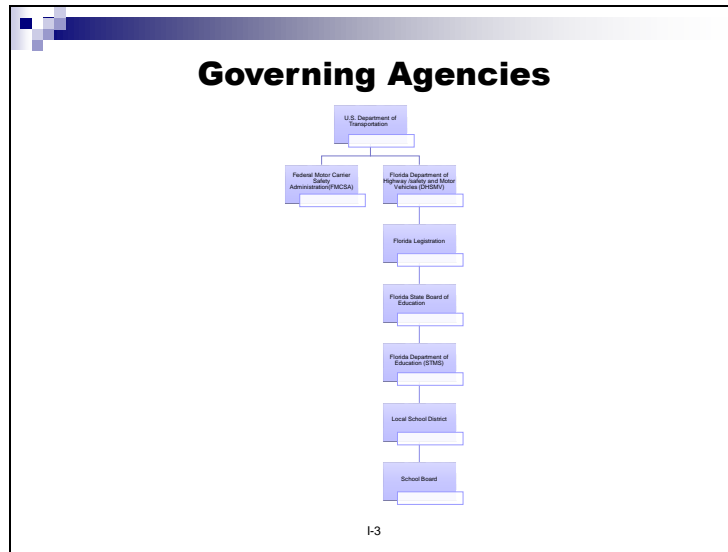 Governing Agencies
U.S. Department of
Transportation
Federal Motor Carrier
Safety
Administration(FMCSA)
Florida Department of
Highway /safety and Motor
Vehicles (DHSMV)
Florida Legistration
Florida State Board of
Education
Florida Department of
Education (STMS)
Local School District
School Board
I-3